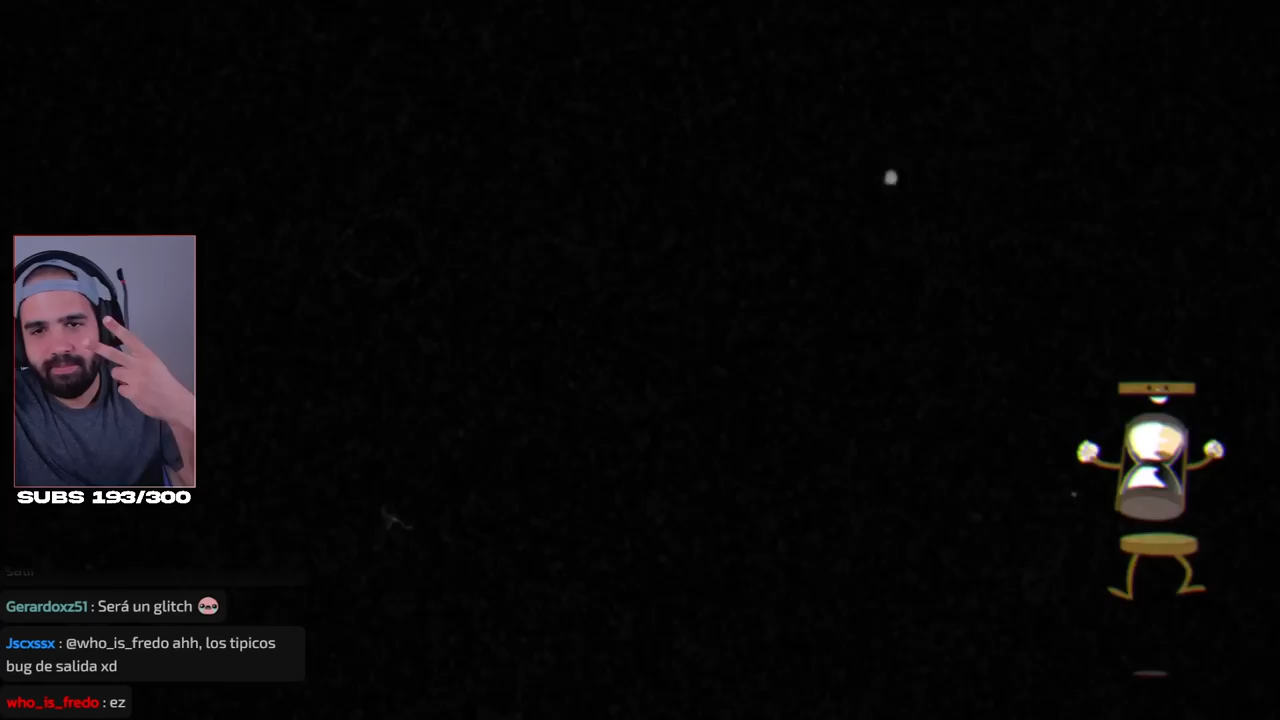 SUBS 193/300
Gerardoxz51 : Será un glitch
Jscxssx : @who_is_fredo ahh, los tipicos
bug de salida xd
who_is_fredo : ez